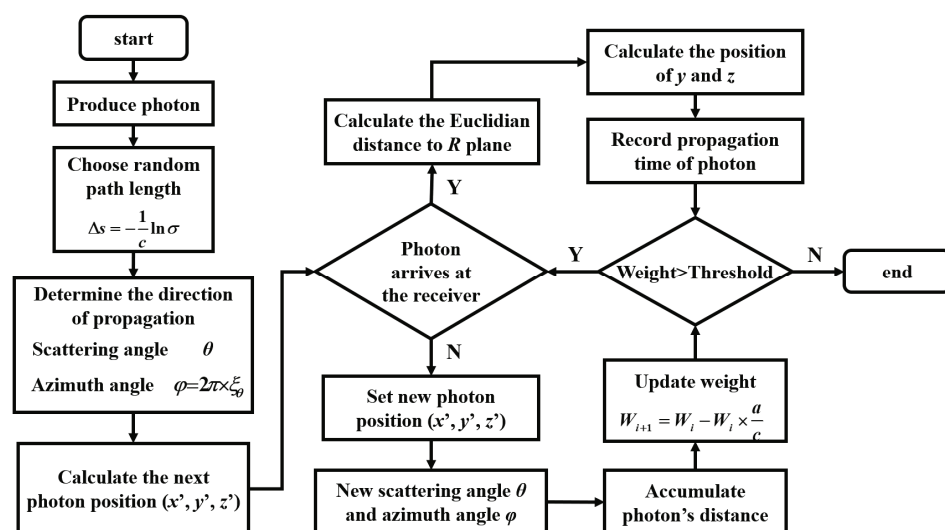 start
Produce photon
Choose random
path length
Δs = −1/c ln σ
Determine the direction
of propagation
Scattering angle θ
Azimuth angle φ=2π×ξθ
Calculate the next
photon position (x’, y’, z’)
Calculate the Euclidian
distance to R plane
Y
Photon
arrives at
the receiver
N
Set new photon
position (x’, y’, z’)
New scattering angle θ
and azimuth angle φ
Calculate the position
of y and z
Record propagation
time of photon
Y
Weight>Threshold
N
end
Update weight
Wi+1 = Wi − Wi × a/c
Accumulate
photon’s distance